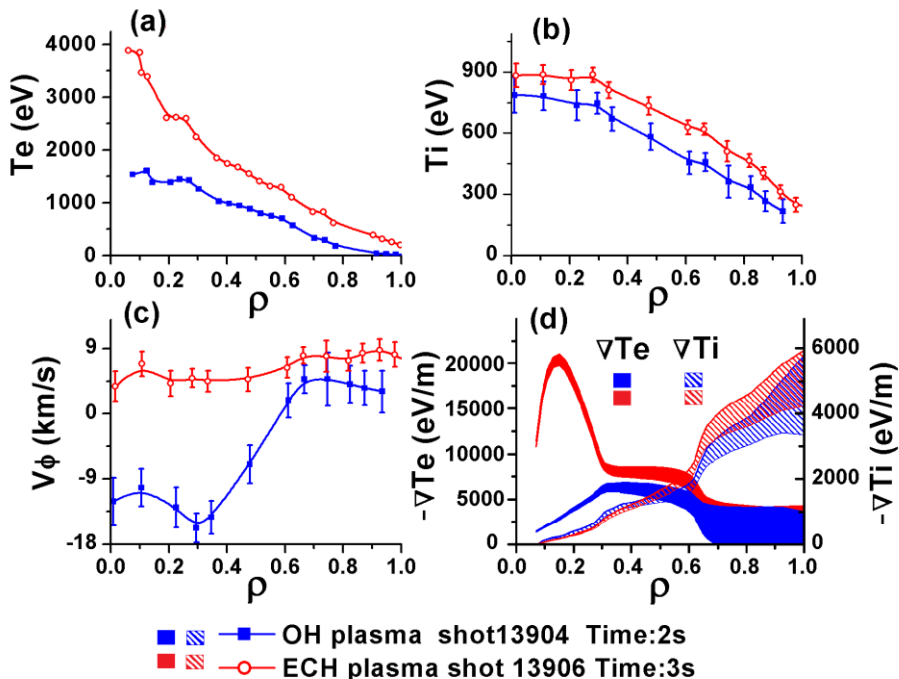 (a)
Te (eV)
4000
3000
2000
1000
0
0.0 0.2 0.4 0.6 0.8 1.0
ρ
(b)
Ti (eV)
900
600
300
0
0.0 0.2 0.4 0.6 0.8 1.0
ρ
(c)
Vϕ (km/s)
9
0
-9
-18
0.0 0.2 0.4 0.6 0.8 1.0
ρ
(d)
∇Te ∇Ti
-∇Te (eV/m)
20000
15000
10000
5000
0
6000
4000
2000
0
-∇Ti (eV/m)
0.0 0.2 0.4 0.6 0.8 1.0
ρ
OH plasma shot13904 Time:2s
ECH plasma shot 13906 Time:3s